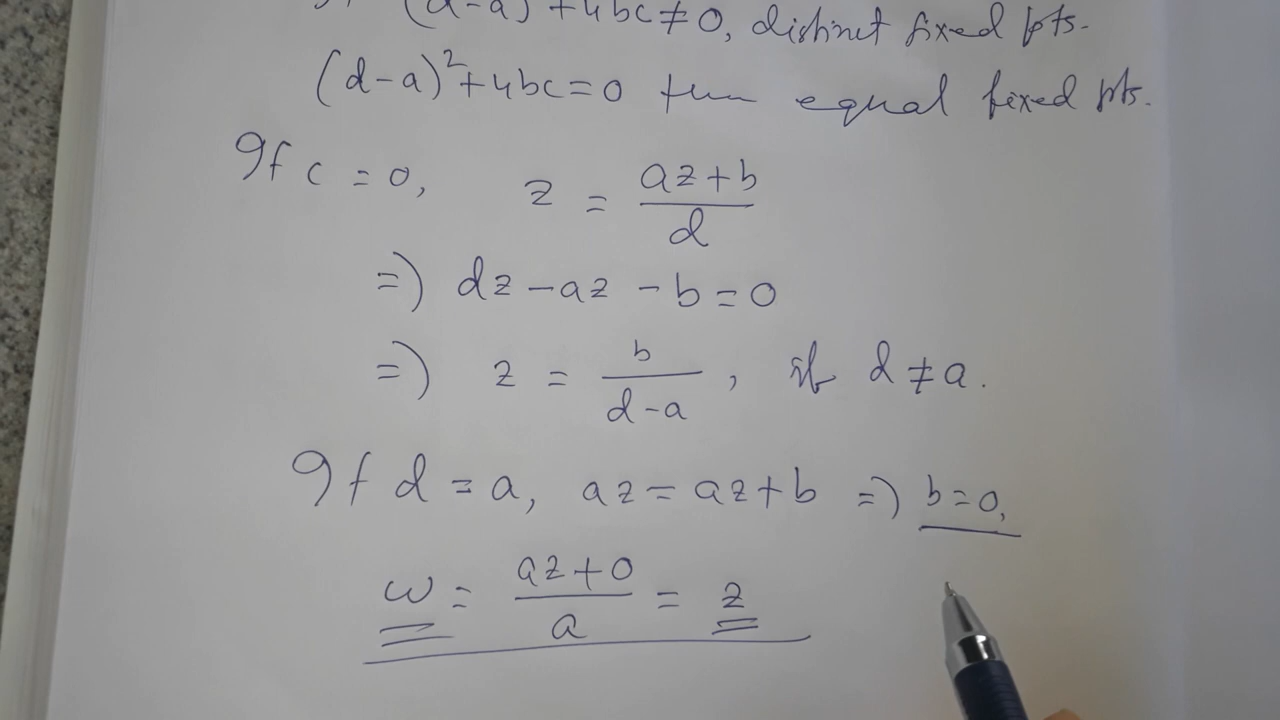 (d-a) + 4bc ≠ 0, distinct fixed pts.
(d-a)² + 4bc = 0 then equal fixed pts.
If c = 0, z = (az+b)/d
=) dz - az - b = 0
=) z = b/(d-a), if d ≠ a.
If d = a, az = az + b =) b = 0,
w = (az+0)/a = z